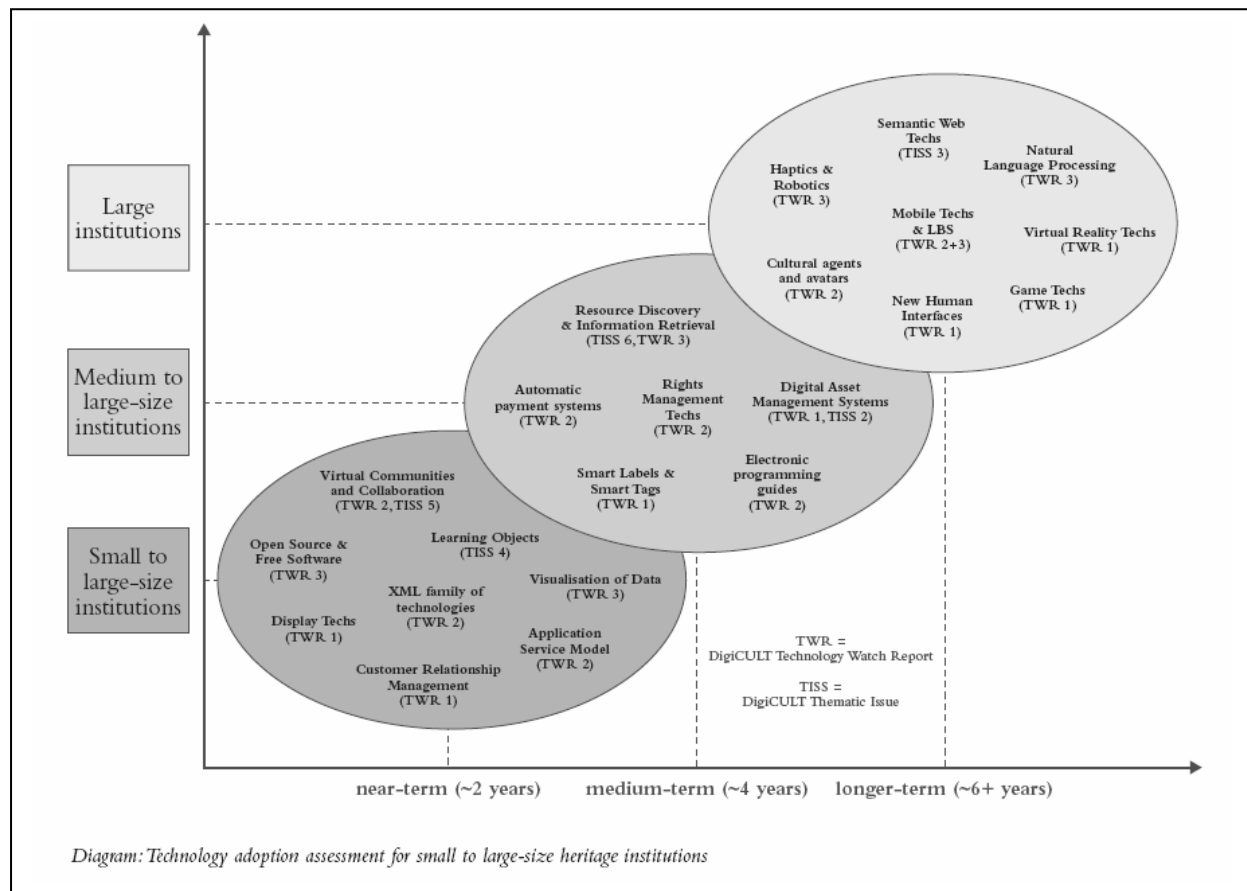 Large
institutions
Medium to
large-size
institutions
Small to
large-size
institutions
Semantic Web
Techs
(TISS 3)
Natural
Language Processing
(TWR 3)
Haptics &
Robotics
(TWR 3)
Mobile Techs
& LBS
(TWR 2+3)
Virtual Reality Techs
(TWR 1)
Cultural agents
and avatars
(TWR 2)
New Human
Interfaces
(TWR 1)
Game Techs
(TWR 1)
Resource Discovery
& Information Retrieval
(TISS 6, TWR 3)
Automatic
payment systems
(TWR 2)
Rights
Management
Techs
(TWR 2)
Digital Asset
Management Systems
(TWR 1, TISS 2)
Smart Labels &
Smart Tags
(TWR 1)
Electronic
programming
guides
(TWR 2)
Virtual Communities
and Collaboration
(TWR 2, TISS 5)
Open Source &
Free Software
(TWR 3)
Learning Objects
(TISS 4)
Visualisation of Data
(TWR 3)
XML family of
technologies
(TWR 2)
Display Techs
(TWR 1)
Application
Service Model
(TWR 2)
Customer Relationship
Management
(TWR 1)
TWR =
DigiCULT Technology Watch Report
TISS =
DigiCULT Thematic Issue
near-term (~2 years)
medium-term (~4 years)
longer-term (~6+ years)
Diagram: Technology adoption assessment for small to large-size heritage institutions